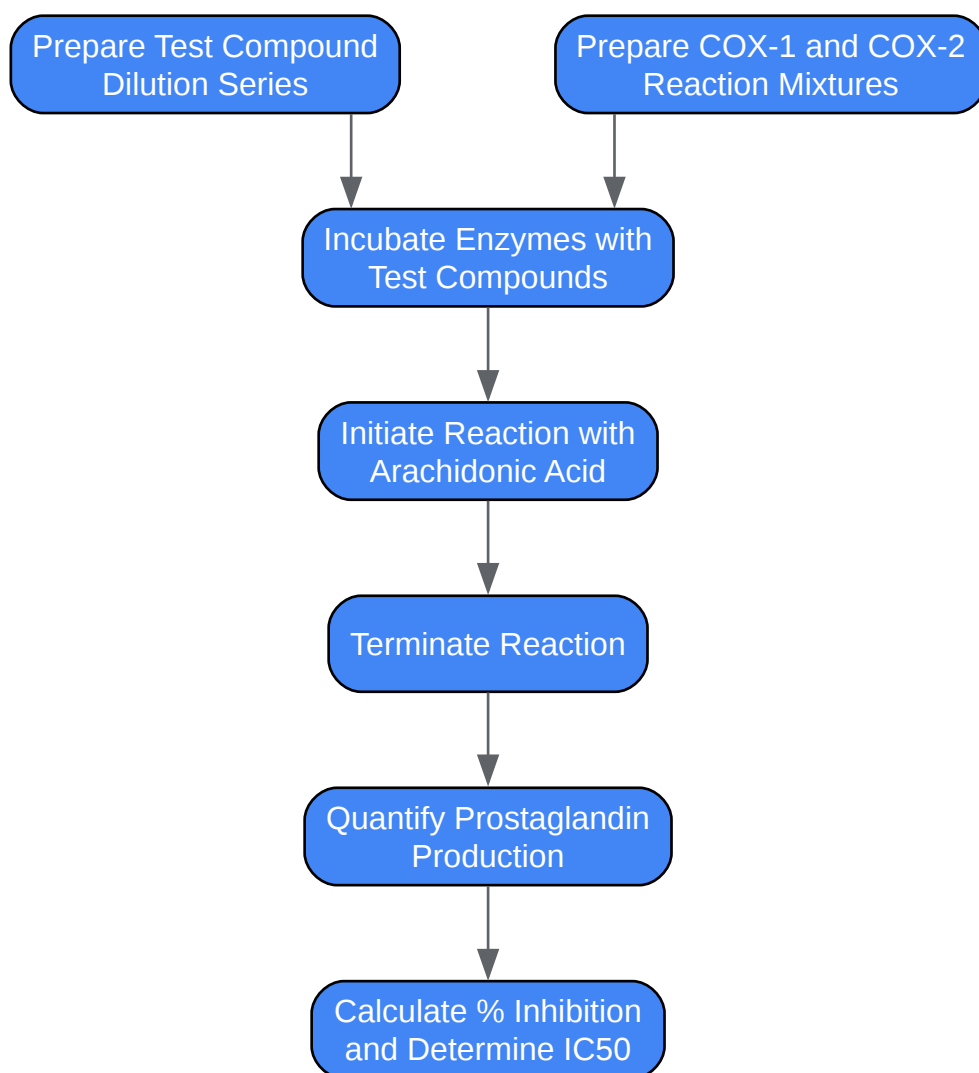 Prepare Test Compound
Dilution Series
Prepare COX-1 and COX-2
Reaction Mixtures
Incubate Enzymes with
Test Compounds
Initiate Reaction with
Arachidonic Acid
Terminate Reaction
Quantify Prostaglandin
Production
Calculate % Inhibition
and Determine IC50